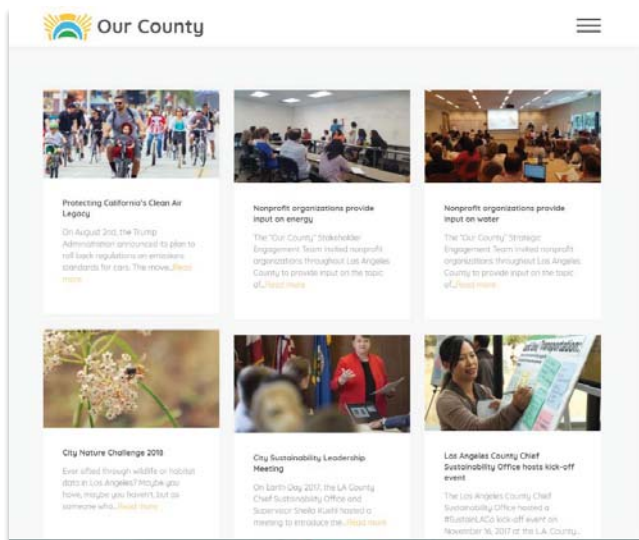 Our County
Protecting California's Clean Air
Legacy
On August 2nd, the Trump
Administration announced its plan to
roll back regulations on emissions
standards for cars. The move...Read
more
Nonprofit organizations provide
input on energy
The "Our County" Stakeholder
Engagement Team invited nonprofit
organizations throughout Los Angeles
County to provide input on the topic
of...Read more
Nonprofit organizations provide
input on water
The "Our County" Strategic
Engagement Team invited nonprofit
organizations throughout Los Angeles
County to provide input on the topic
of...Read more
City Nature Challenge 2018
Ever sifted through wildlife or habitat
data in Los Angeles? Maybe you
have, maybe you haven't, but as
someone who...Read more
City Sustainability Leadership
Meeting
On Earth Day 2017, the LA County
Chief Sustainability Office and
Supervisor Sheila Kuehl hosted a
meeting to introduce the...Read more
Transportation:
Los Angeles County Chief
Sustainability Office hosts kick-off
event
The Los Angeles County Chief
Sustainability Office hosted a
#SustainLACo kick-off event on
November 16, 2017 at the L.A. County...